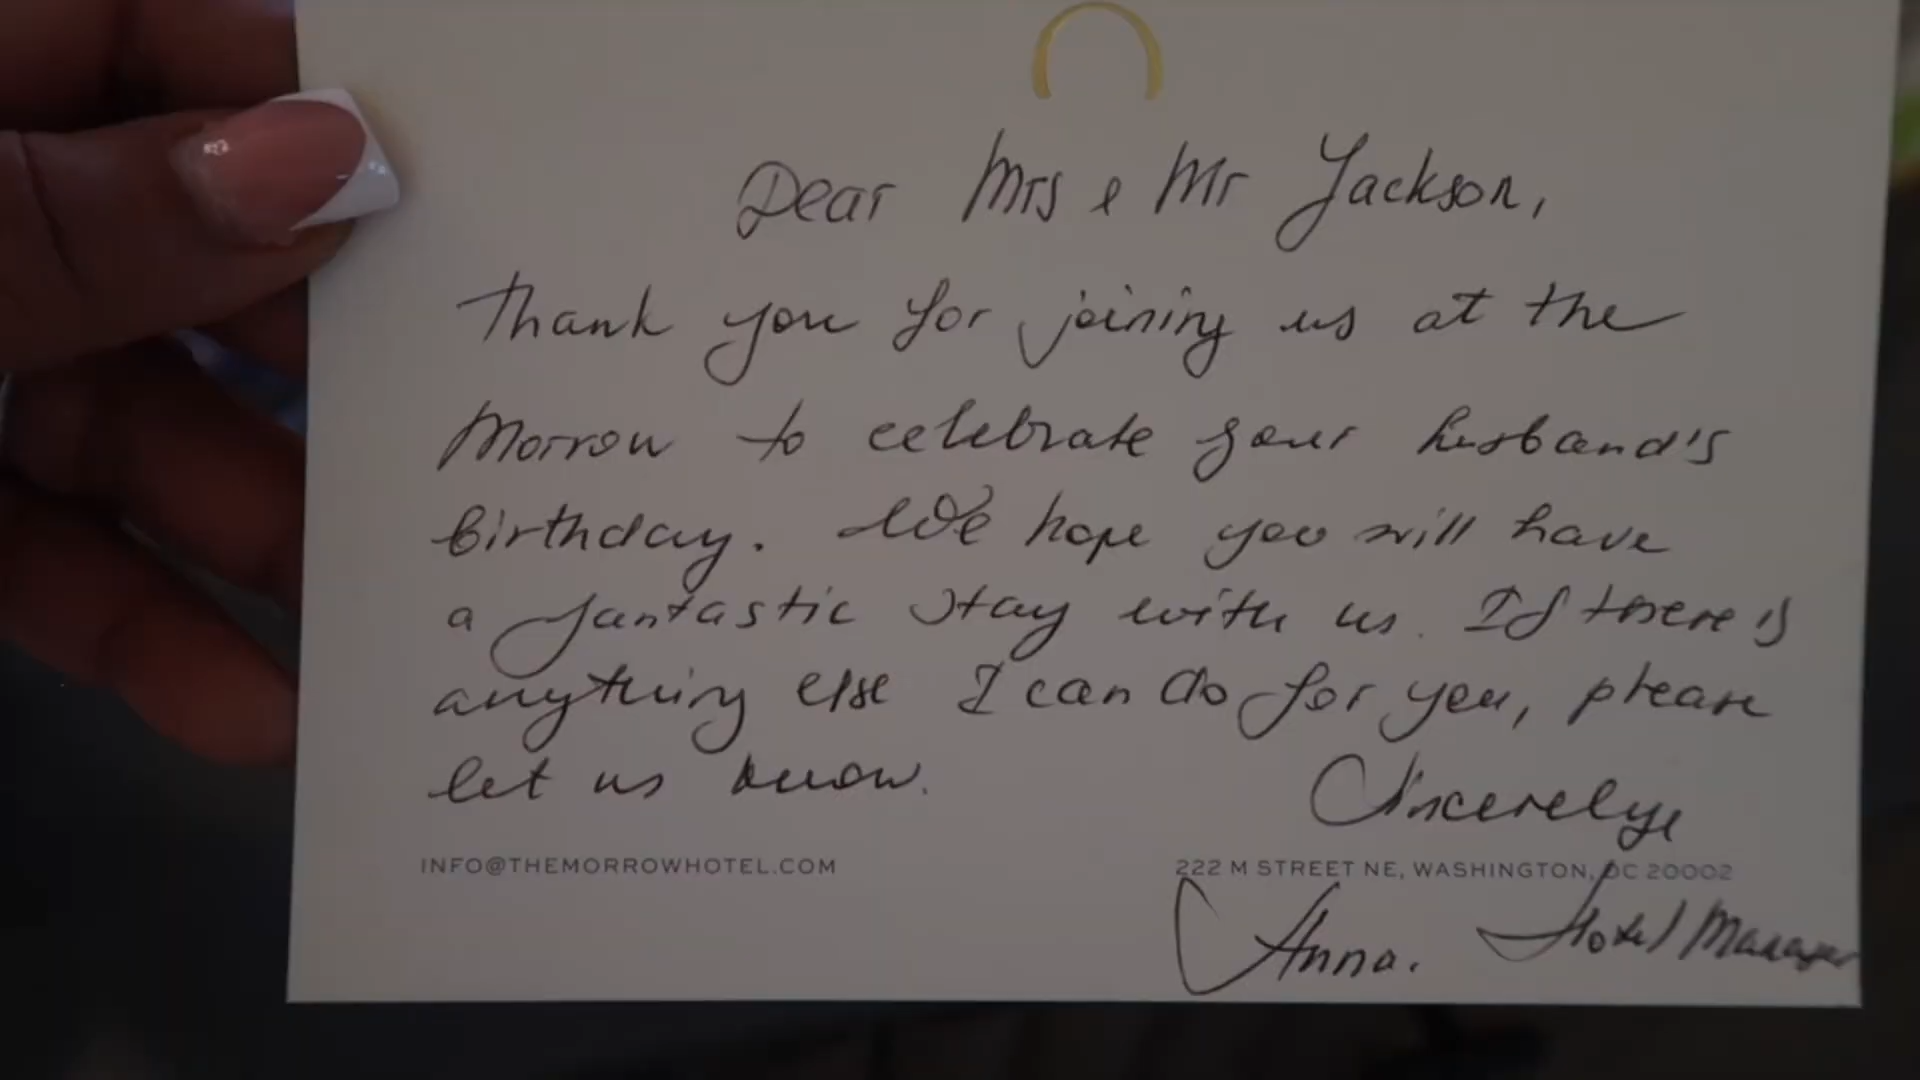 Dear Mrs & Mr Jackson,
Thank you for joining us at the
Morrow to celebrate your husband's
birthday. We hope you will have
a fantastic stay with us. If there is
anything else I can do for you, please
let us know.
Sincerely,
INFO@THEMORROWHOTEL.COM
222 M STREET NE, WASHINGTON, DC 20002
Anna. Hotel Manager